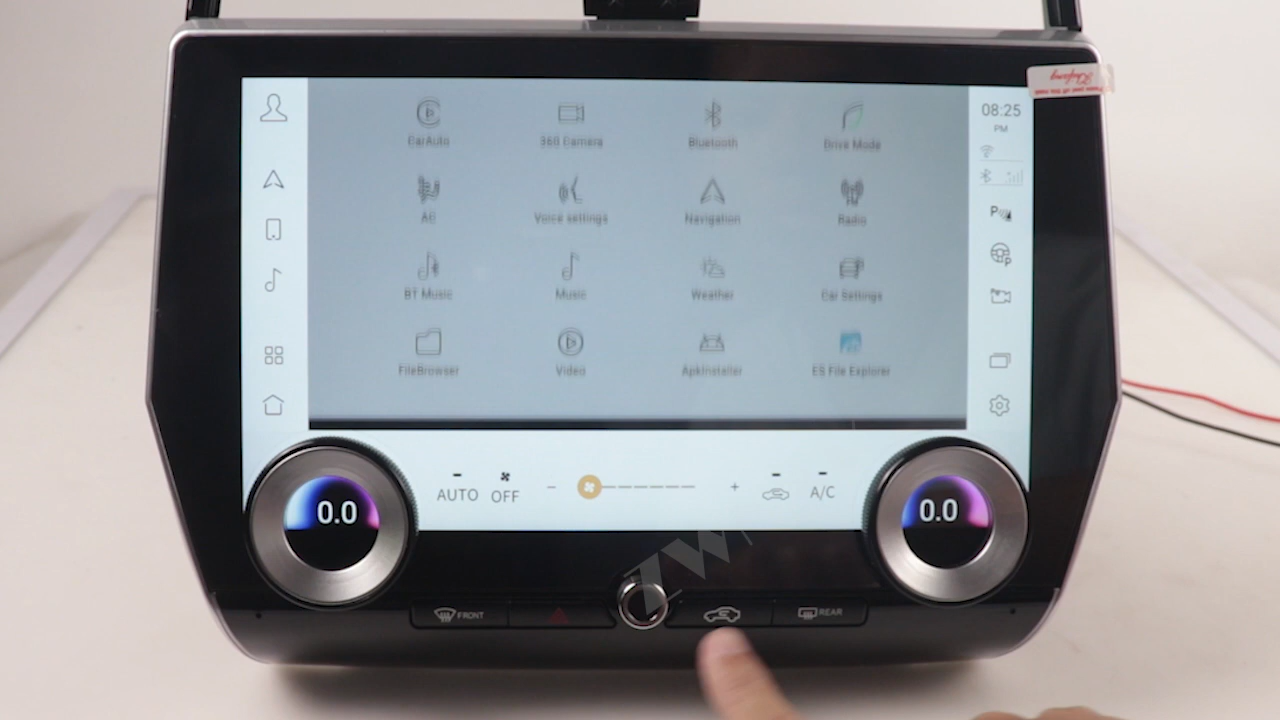 08:25
PM
CarAuto 360 Camera Bluetooth Drive Mode
AC Voice settings Navigation Radio
P
P
BT Music Music Weather Car Settings
FileBrowser Video ApkInstaller ES File Explorer
AUTO OFF − + A/C
0.0 0.0
FRONT REAR